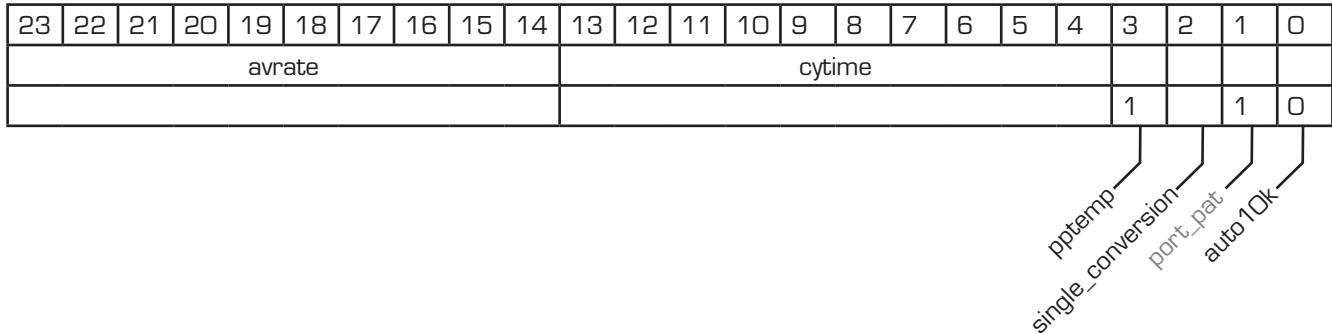 23 22 21 20 19 18 17 16 15 14 13 12 11 10 9 8 7 6 5 4 3 2 1 0
avrate cytime
1 1 0
pptemp
single_conversion
port_pat
auto10k